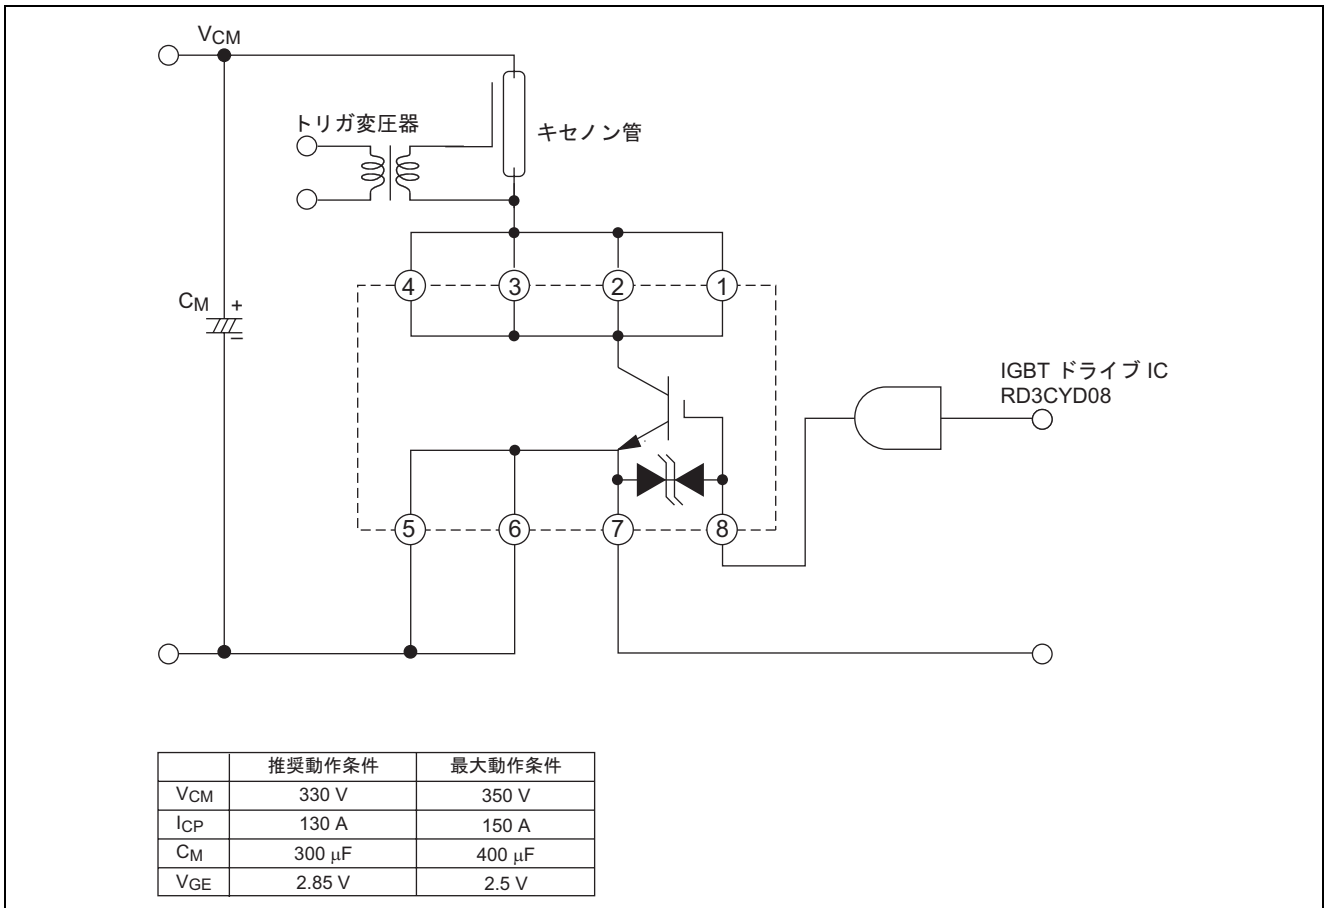 VCM
トリガ変圧器
キセノン管
4
3
2
1
CM
+
−
IGBT ドライブ IC
RD3CYD08
5
6
7
8
推奨動作条件 最大動作条件
VCM 330 V 350 V
ICP 130 A 150 A
CM 300 μF 400 μF
VGE 2.85 V 2.5 V